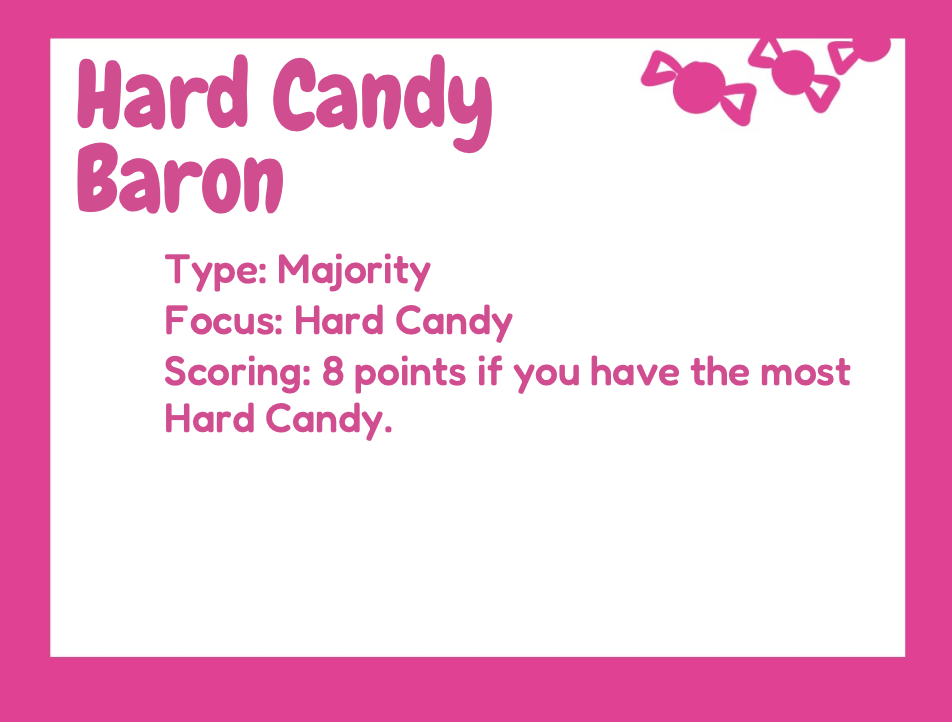 Hard Candy
Baron
Type: Majority
Focus: Hard Candy
Scoring: 8 points if you have the most
Hard Candy.